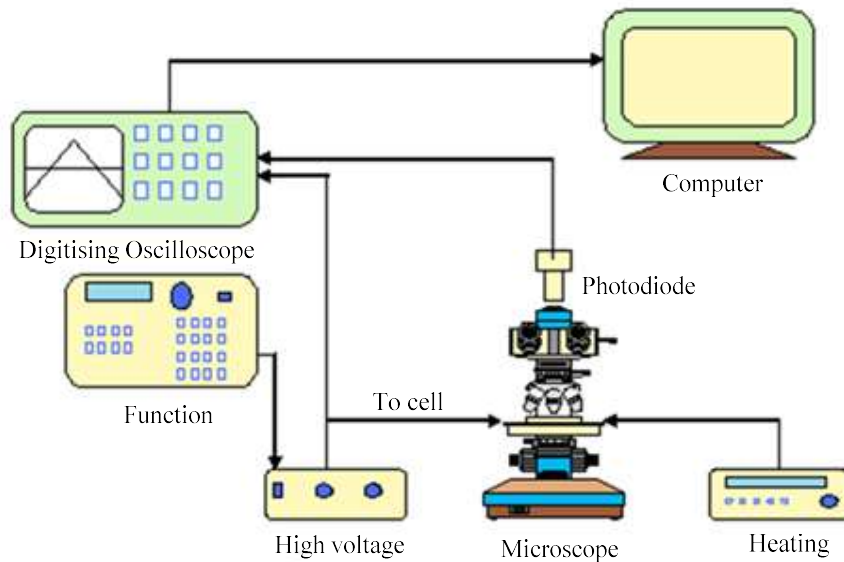 Computer
Digitising Oscilloscope
Photodiode
Function
To cell
High voltage
Microscope
Heating